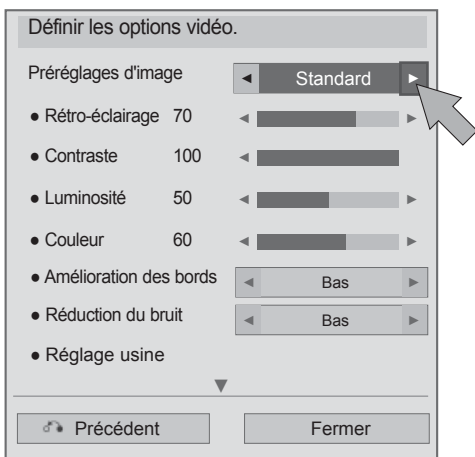 Définir les options vidéo.
Préréglages d'image ◄ Standard ►
● Rétro-éclairage 70 ◄ ►
● Contraste 100 ◄
● Luminosité 50 ◄ ►
● Couleur 60 ◄ ►
● Amélioration des bords ◄ Bas ►
● Réduction du bruit ◄ Bas ►
● Réglage usine
▼
Précédent Fermer